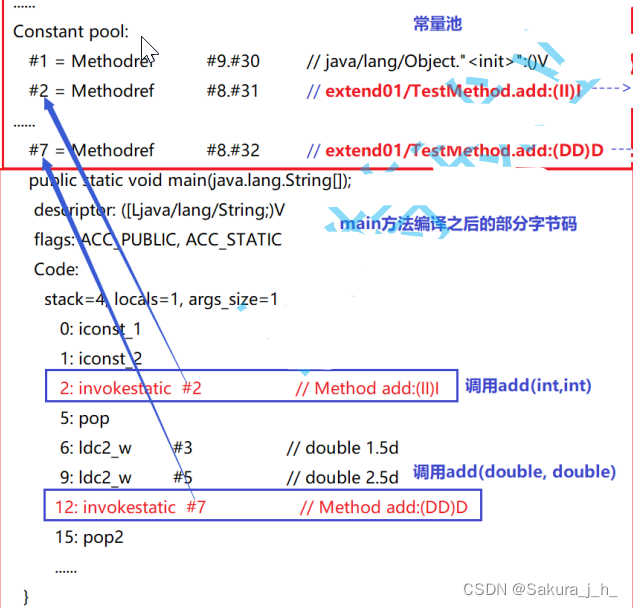 ......
Constant pool: 常量池
#1 = Methodref #9.#30 // java/lang/Object."<init>":()V
#2 = Methodref #8.#31 // extend01/TestMethod.add:(II)I
......
#7 = Methodref #8.#32 // extend01/TestMethod.add:(DD)D
public static void main(java.lang.String[]);
descriptor: ([Ljava/lang/String;)V main方法编译之后的部分字节码
flags: ACC_PUBLIC, ACC_STATIC
Code:
stack=4, locals=1, args_size=1
0: iconst_1
1: iconst_2
2: invokestatic #2 // Method add:(II)I 调用add(int,int)
5: pop
6: ldc2_w #3 // double 1.5d
9: ldc2_w #5 // double 2.5d 调用add(double, double)
12: invokestatic #7 // Method add:(DD)D
15: pop2
......
}
CSDN @Sakura_j_h_